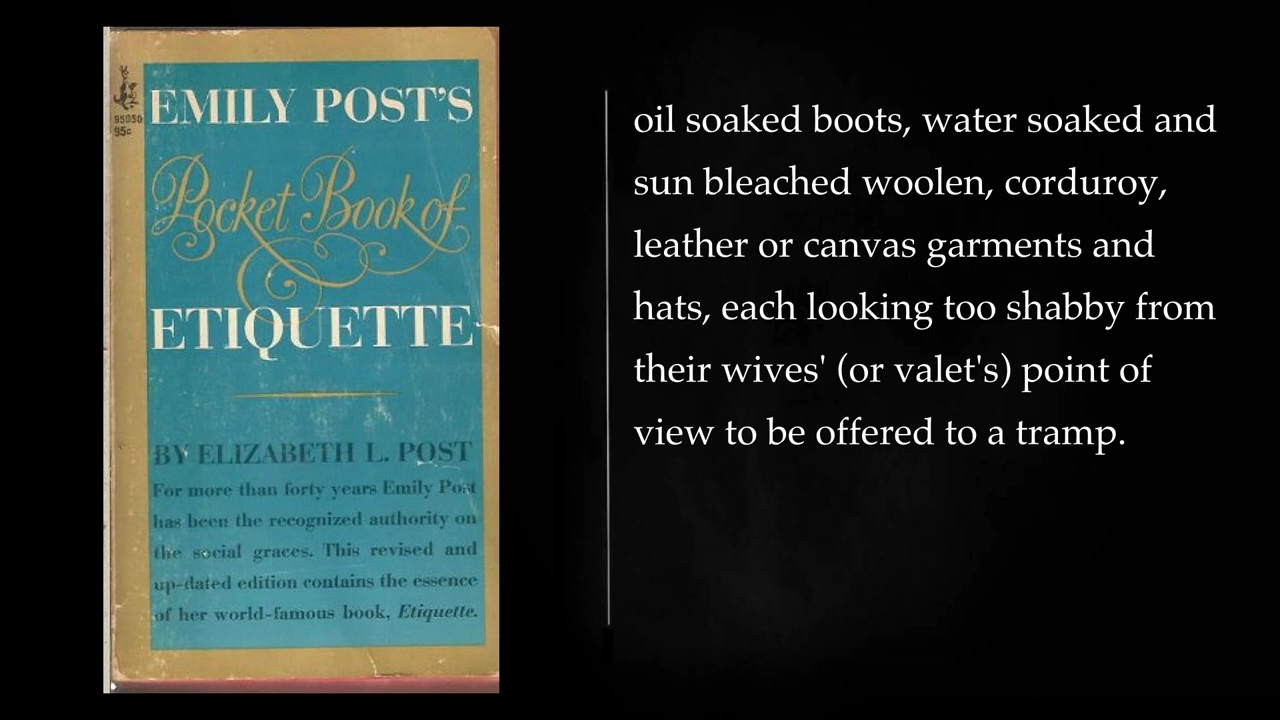 95050
95c
EMILY POST'S
Pocket Book of
ETIQUETTE
BY ELIZABETH L. POST
For more than forty years Emily Post
has been the recognized authority on
the social graces. This revised and
up-dated edition contains the essence
of her world-famous book, Etiquette.
oil soaked boots, water soaked and
sun bleached woolen, corduroy,
leather or canvas garments and
hats, each looking too shabby from
their wives' (or valet's) point of
view to be offered to a tramp.